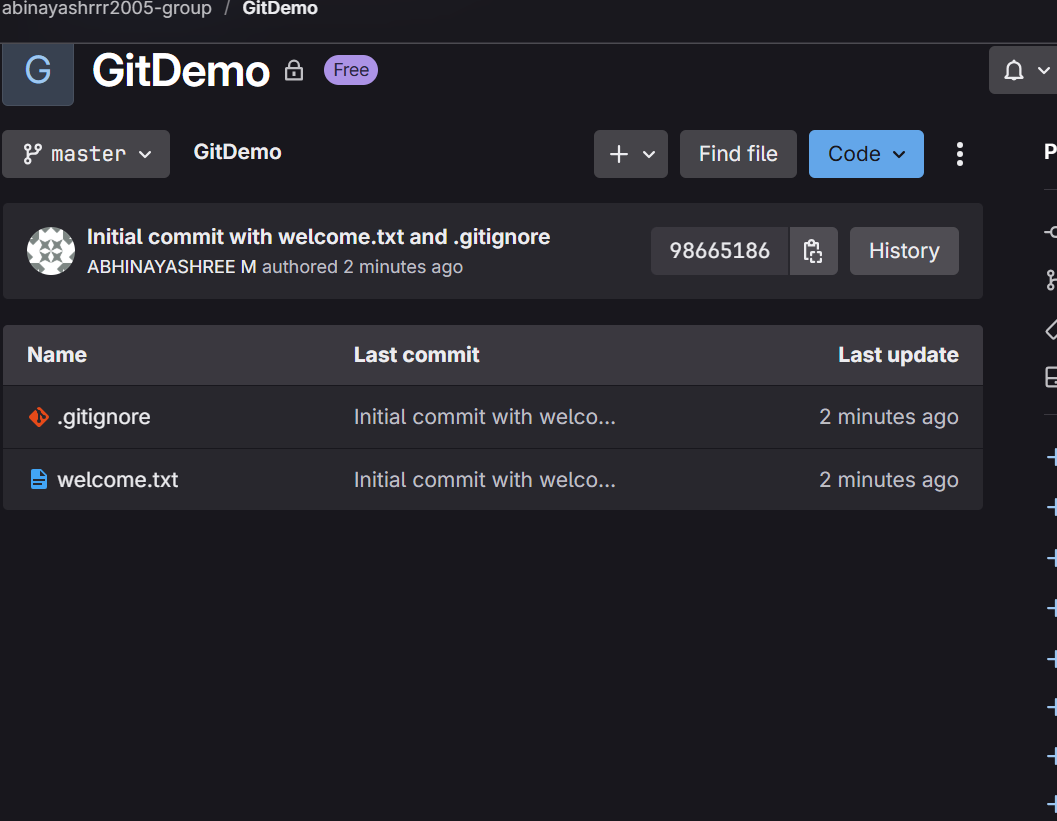 abinayashrrr2005-group / GitDemo
G GitDemo Free
master GitDemo Find file Code
P
Initial commit with welcome.txt and .gitignore
ABHINAYASHREE M authored 2 minutes ago
98665186 History
Name Last commit Last update
.gitignore Initial commit with welco... 2 minutes ago
welcome.txt Initial commit with welco... 2 minutes ago